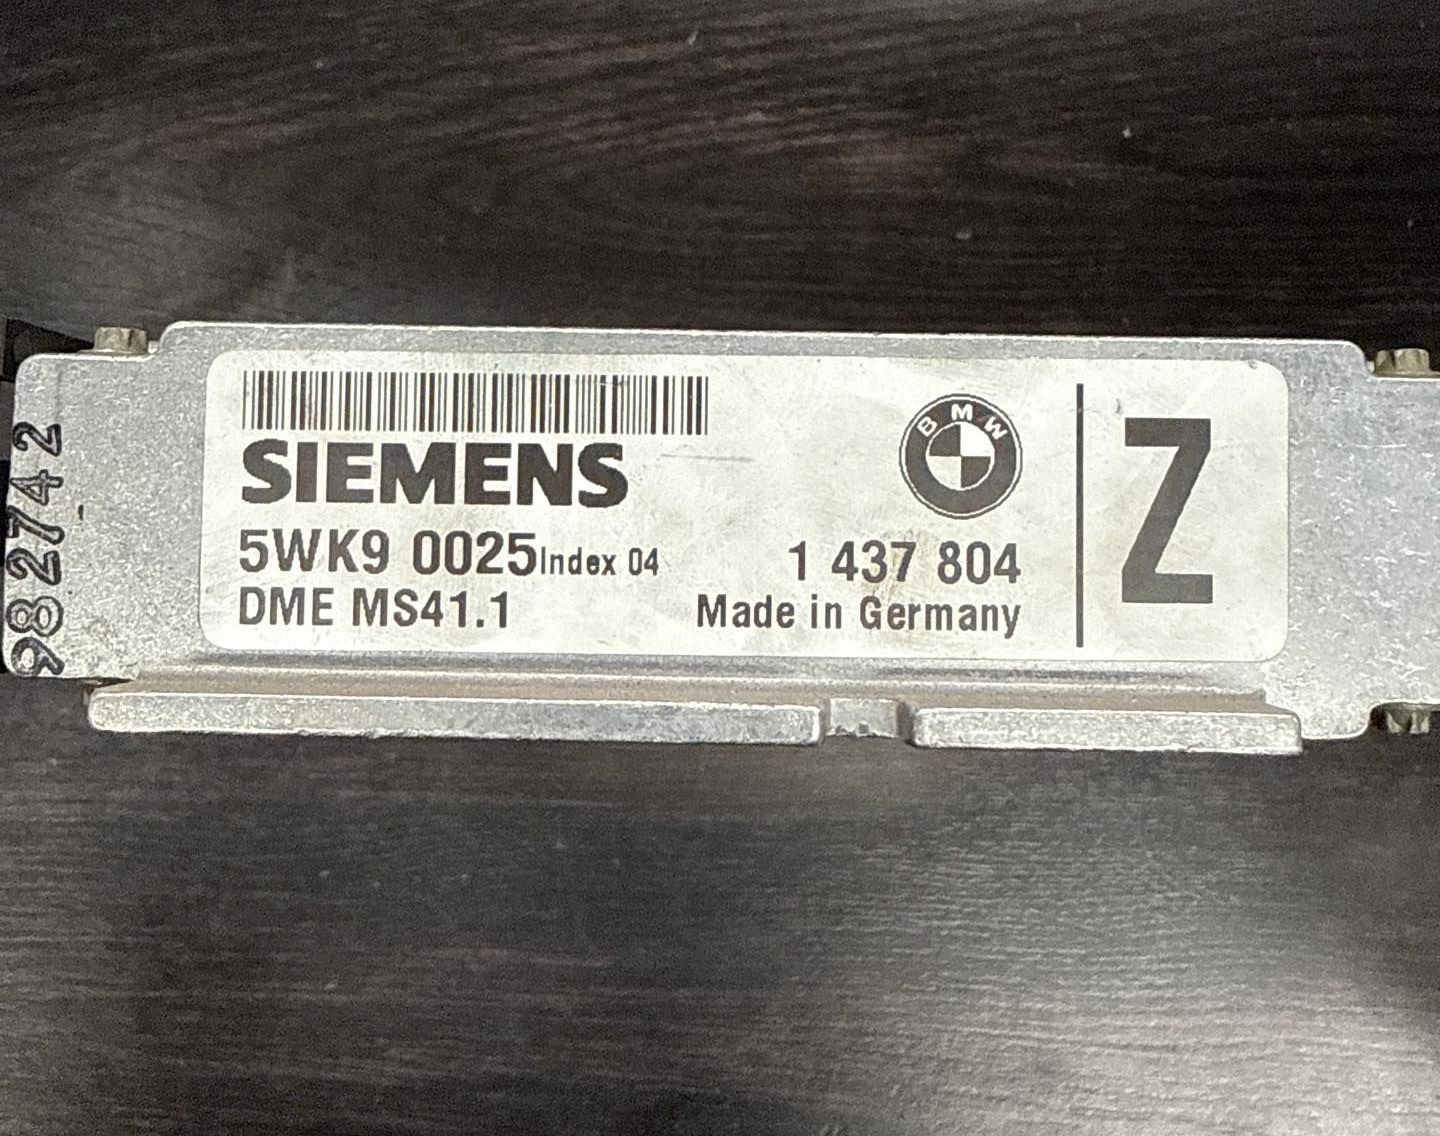 SIEMENS
5WK9 0025 Index 04
DME MS41.1
BMW
1 437 804
Made in Germany
Z
982742